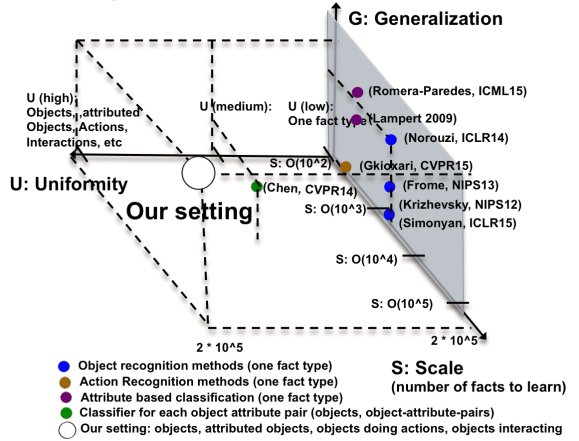 G: Generalization
U (high):
Objects, attributed
Objects, Actions,
Interactions, etc
U (medium):
U (low):
One fact type
(Romera-Paredes, ICML15)
(Lampert 2009)
(Norouzi, ICLR14)
S: O(10^2)
(Gkioxari, CVPR15)
U: Uniformity
Our setting
(Chen, CVPR14)
(Frome, NIPS13)
S: O(10^3)
(Krizhevsky, NIPS12)
(Simonyan, ICLR15)
S: O(10^4)
S: O(10^5)
2 * 10^5
2 * 10^5
S: Scale
(number of facts to learn)
Object recognition methods (one fact type)
Action Recognition methods (one fact type)
Attribute based classification (one fact type)
Classifier for each object attribute pair (objects, object-attribute-pairs)
Our setting: objects, attributed objects, objects doing actions, objects interacting